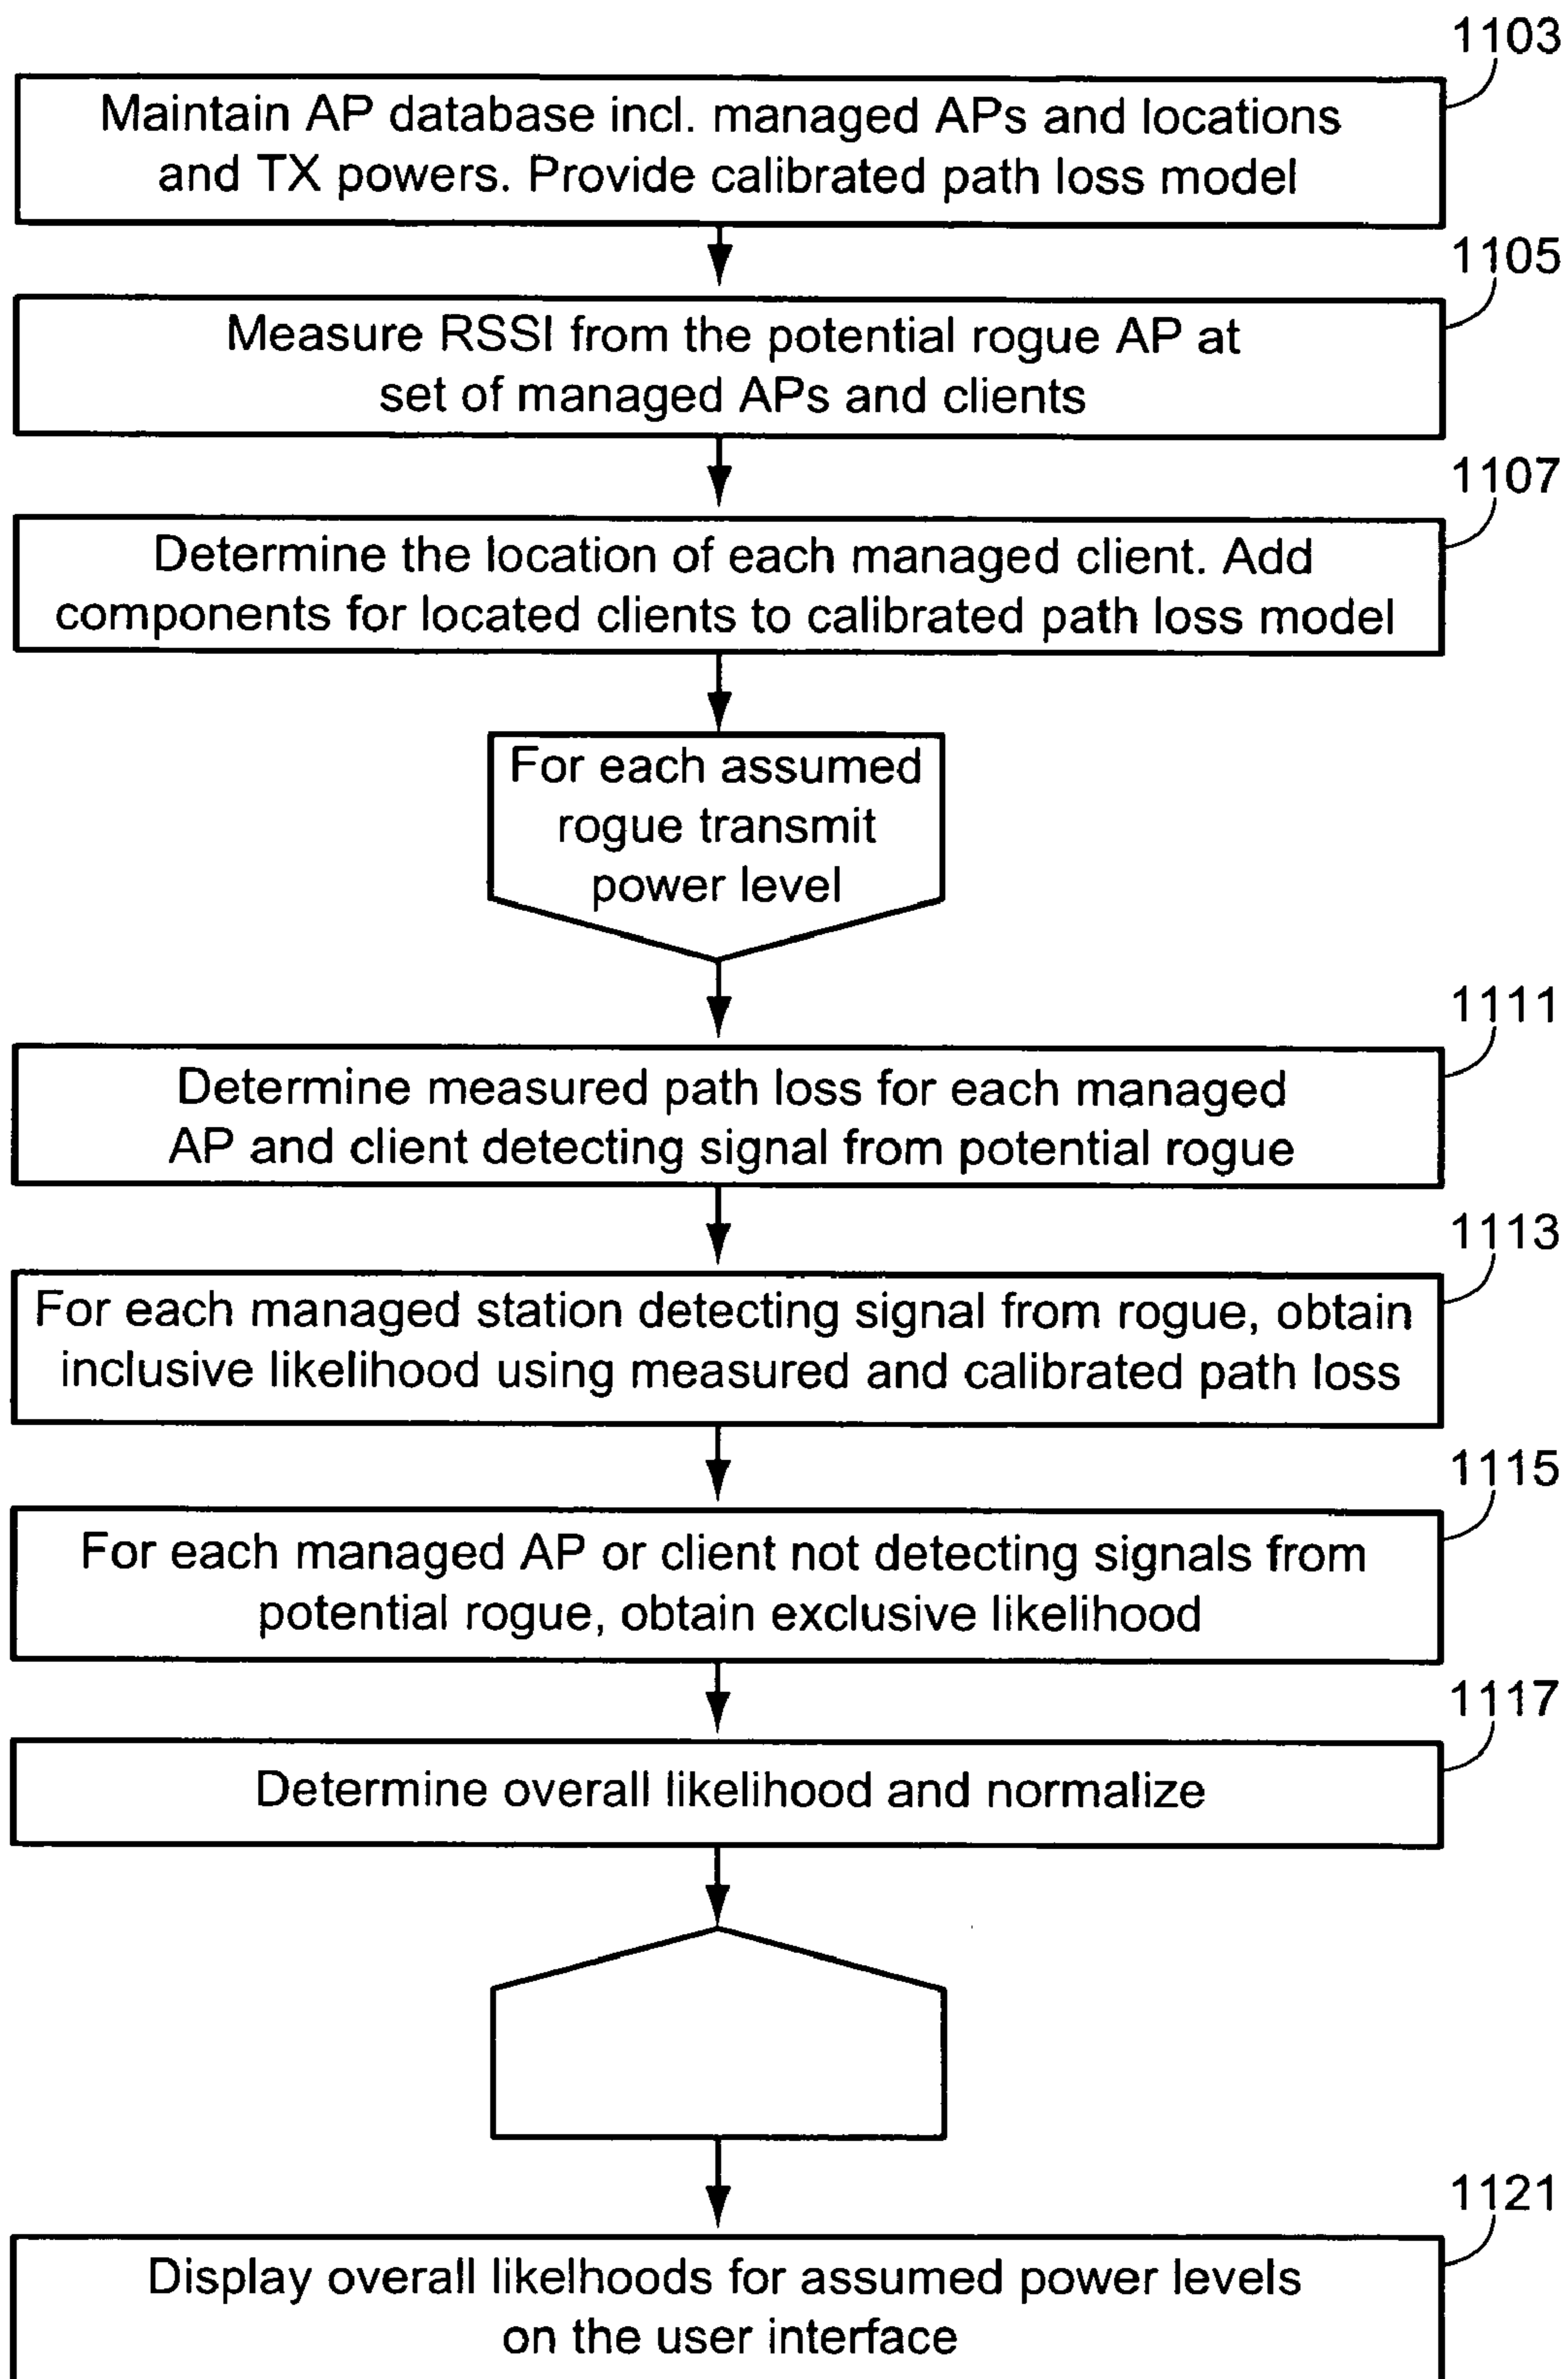 1103
Maintain AP database incl. managed APs and locations
and TX powers. Provide calibrated path loss model
1105
Measure RSSI from the potential rogue AP at
set of managed APs and clients
1107
Determine the location of each managed client. Add
components for located clients to calibrated path loss model
For each assumed
rogue transmit
power level
1111
Determine measured path loss for each managed
AP and client detecting signal from potential rogue
1113
For each managed station detecting signal from rogue, obtain
inclusive likelihood using measured and calibrated path loss
1115
For each managed AP or client not detecting signals from
potential rogue, obtain exclusive likelihood
1117
Determine overall likelihood and normalize
1121
Display overall likelhoods for assumed power levels
on the user interface